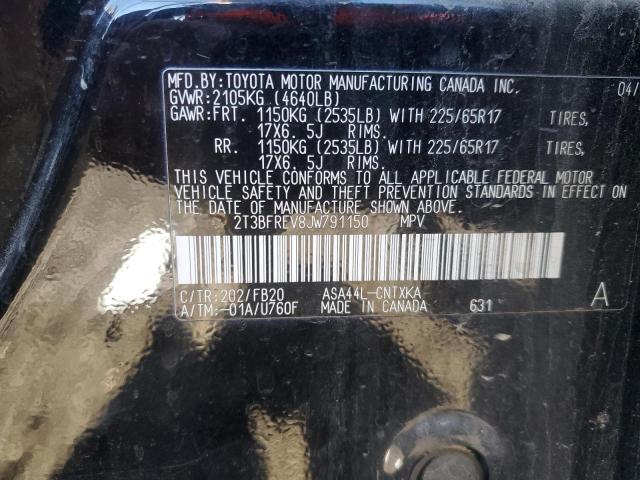 MFD.BY:TOYOTA MOTOR MANUFACTURING CANADA INC. 04/
GVWR:2105KG (4640LB)
GAWR:FRT. 1150KG (2535LB) WITH 225/65R17 TIRES,
17X6.5J RIMS.
RR. 1150KG (2535LB) WITH 225/65R17 TIRES,
17X6.5J RIMS.
THIS VEHICLE CONFORMS TO ALL APPLICABLE FEDERAL MOTOR
VEHICLE SAFETY AND THEFT PREVENTION STANDARDS IN EFFECT ON
THE DATE OF MANUFACTURE SHOWN ABOVE.
2T3BFREV8JW791150 MPV
C/TR:202/FB20 ASA44L-CNTXKA A
A/TM:-01A/U760F MADE IN CANADA 631